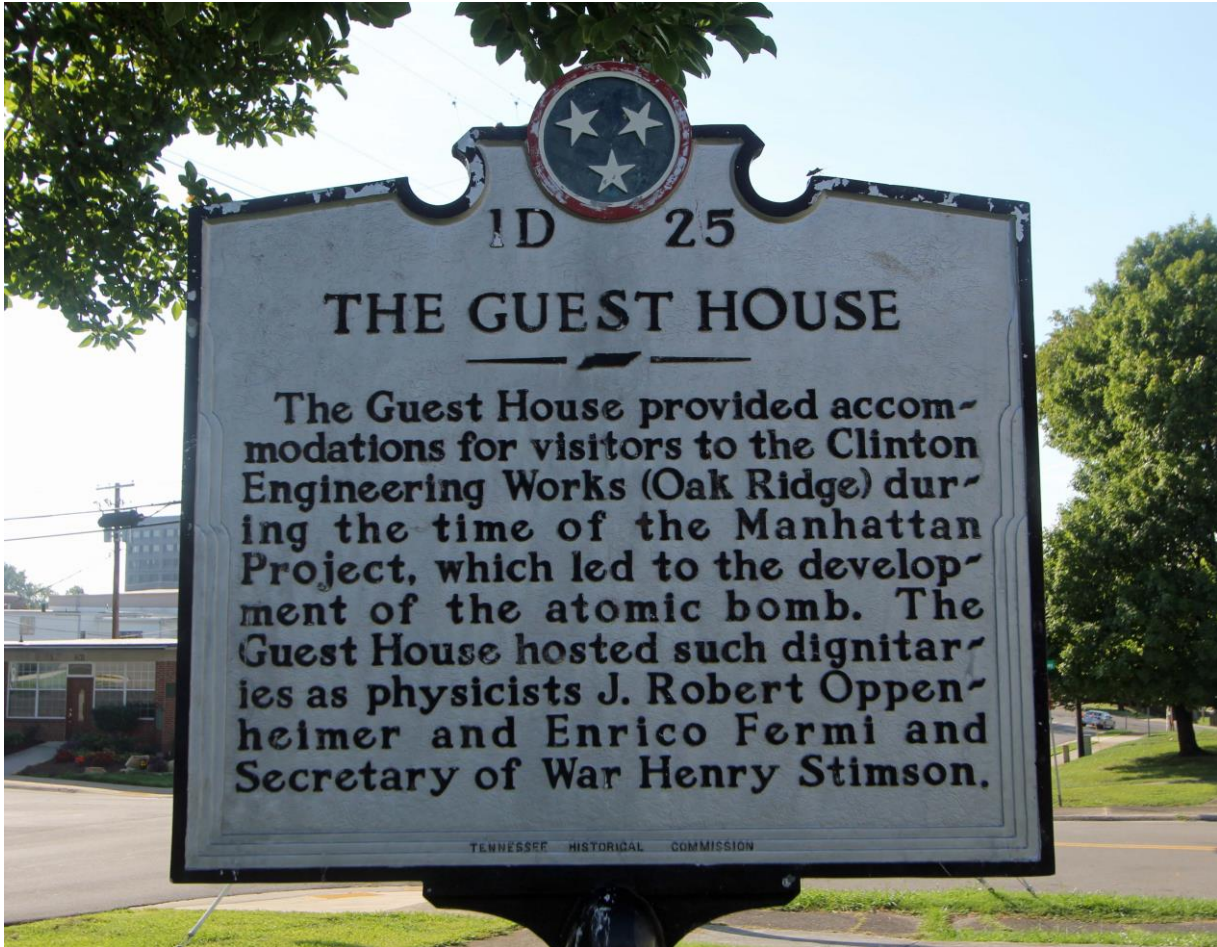 1D 25
THE GUEST HOUSE
The Guest House provided accom-
modations for visitors to the Clinton
Engineering Works (Oak Ridge) dur-
ing the time of the Manhattan
Project, which led to the develop-
ment of the atomic bomb. The
Guest House hosted such dignitar-
ies as physicists J. Robert Oppen-
heimer and Enrico Fermi and
Secretary of War Henry Stimson.
TENNESSEE HISTORICAL COMMISSION